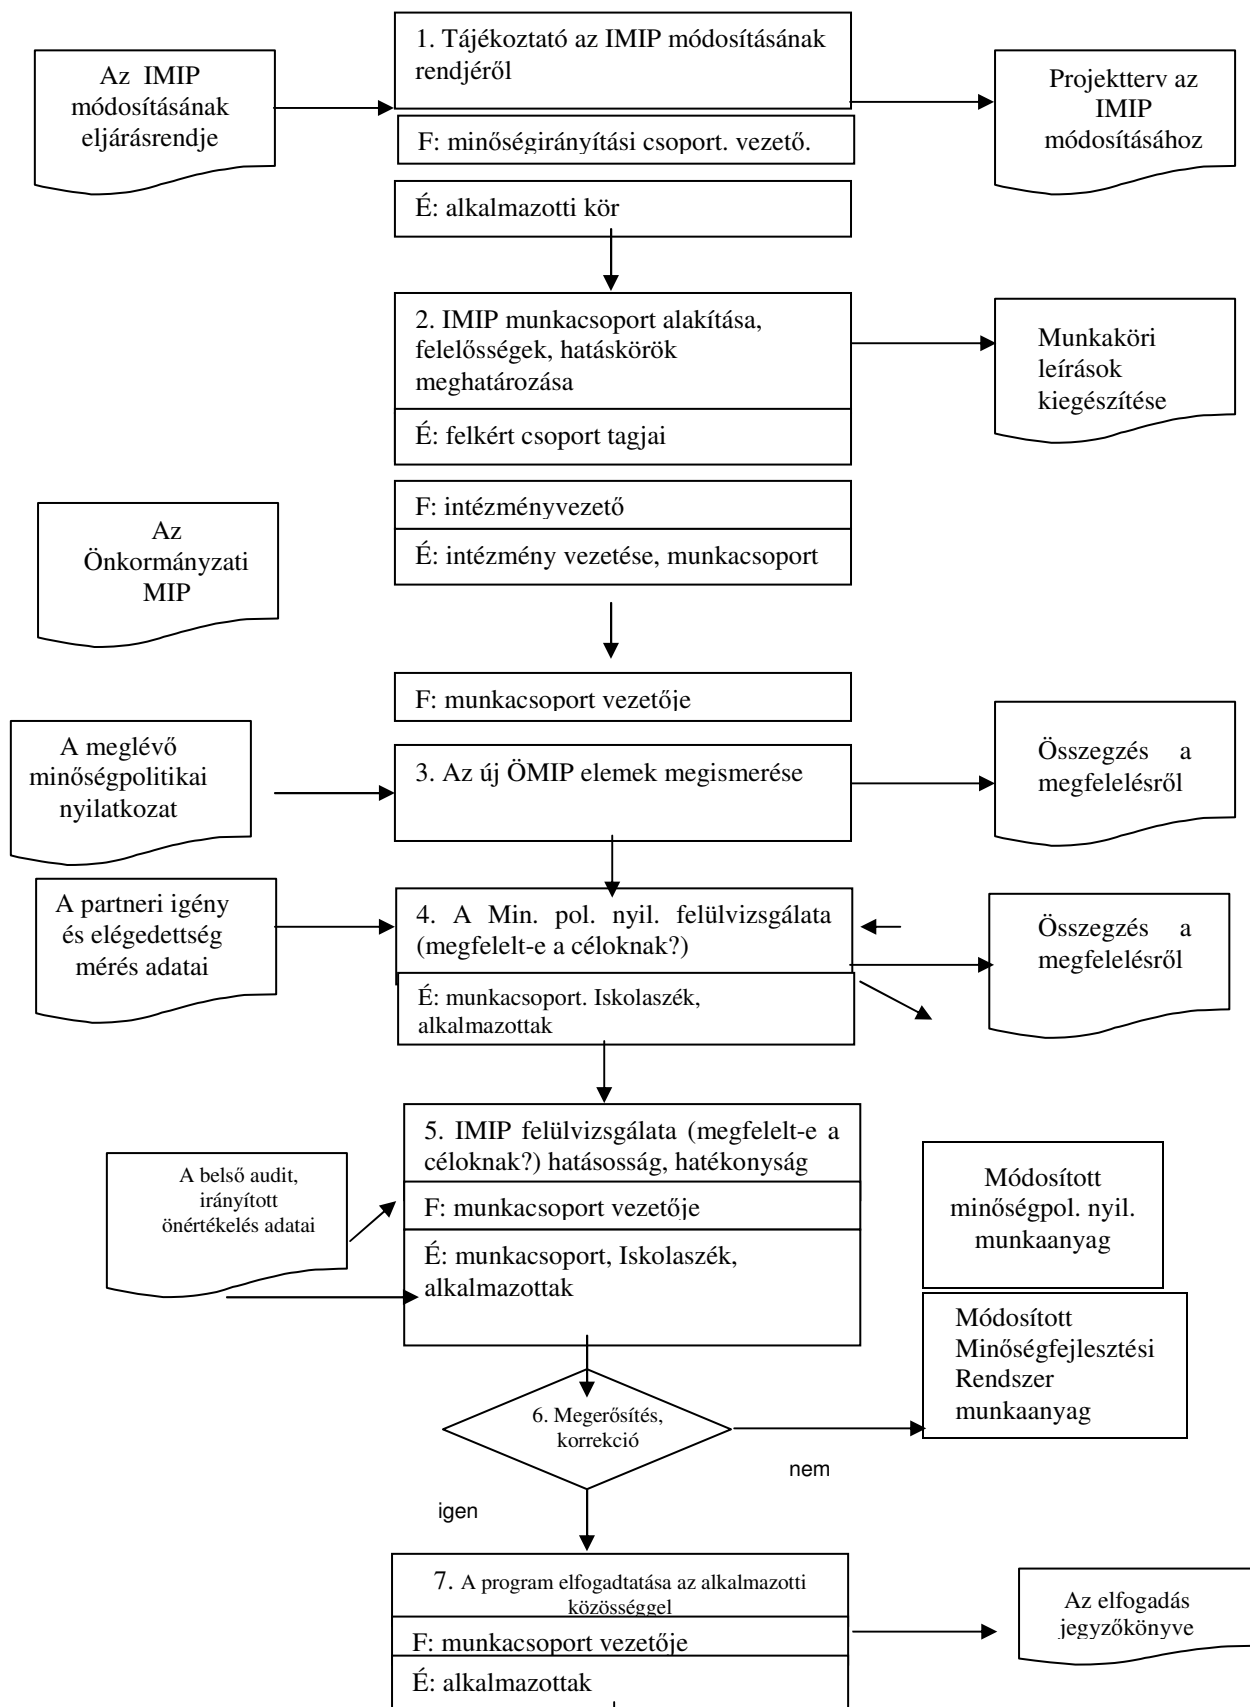 1. Tájékoztató az IMIP módosításának
rendjéről
Az IMIP
módosításának
eljárásrendje
Projektterv az
IMIP
módosításához
F: minőségirányítási csoport. vezető.
É: alkalmazotti kör
2. IMIP munkacsoport alakítása,
felelősségek, hatáskörök
meghatározása
Munkaköri
leírások
kiegészítése
É: felkért csoport tagjai
F: intézményvezető
É: intézmény vezetése, munkacsoport
Az
Önkormányzati
MIP
F: munkacsoport vezetője
A meglévő
minőségpolitikai
nyilatkozat
3. Az új ÖMIP elemek megismerése
Összegzés a
megfelelésről
A partneri igény
és elégedettség
mérés adatai
4. A Min. pol. nyil. felülvizsgálata
(megfelelt-e a céloknak?)
Összegzés a
megfelelésről
É: munkacsoport. Iskolaszék,
alkalmazottak
5. IMIP felülvizsgálata (megfelelt-e a
céloknak?) hatásosság, hatékonyság
A belső audit,
irányított
önértékelés adatai
F: munkacsoport vezetője
É: munkacsoport, Iskolaszék,
alkalmazottak
Módosított
minőségpol. nyil.
munkaanyag
Módosított
Minőségfejlesztési
Rendszer
munkaanyag
6. Megerősítés,
korrekció
nem
igen
7. A program elfogadtatása az alkalmazotti
közösséggel
F: munkacsoport vezetője
É: alkalmazottak
Az elfogadás
jegyzőkönyve